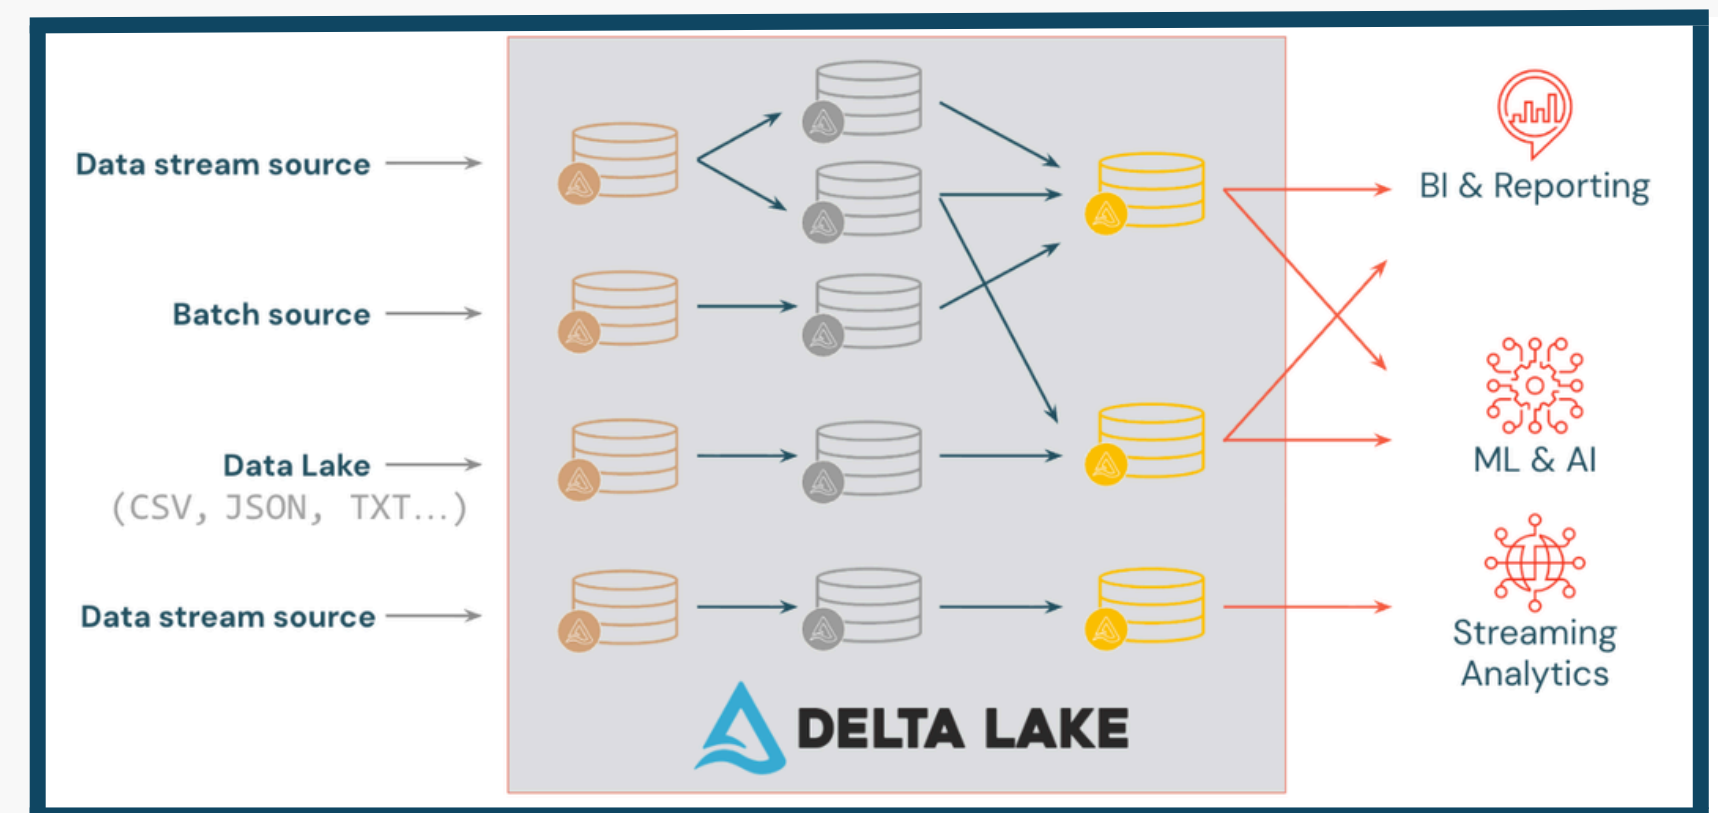 Data stream source
Batch source
Data Lake
(CSV, JSON, TXT...)
Data stream source
DELTA LAKE
BI & Reporting
ML & AI
Streaming
Analytics